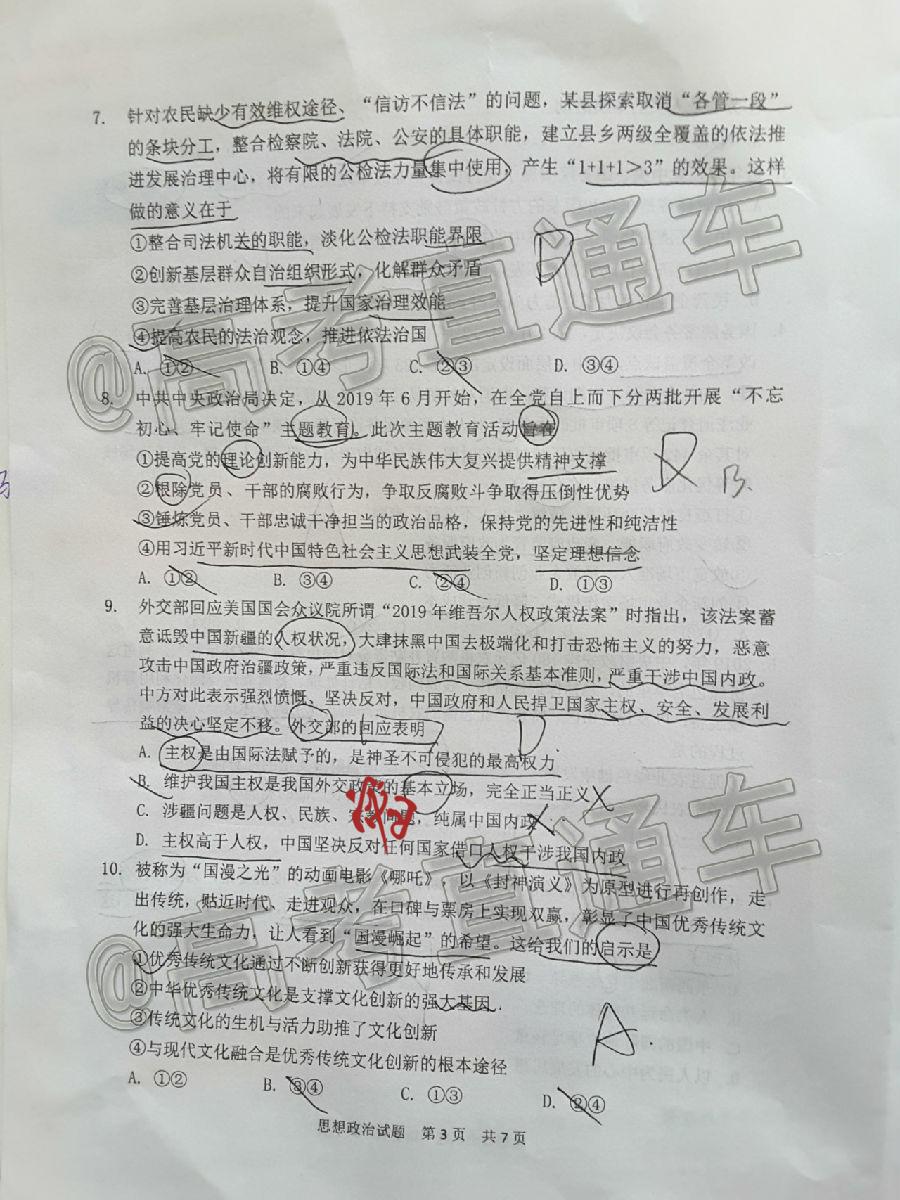 7. 针对农民缺少有效维权途径、“信访不信法”的问题，某县探索取消“各管一段”
的条块分工，整合检察院、法院、公安的具体职能，建立县乡两级全覆盖的依法推
进发展治理中心，将有限的公检法力量集中使用，产生“1+1+1＞3”的效果。这样
做的意义在于
①整合司法机关的职能，淡化公检法职能界限
②创新基层群众自治组织形式，化解群众矛盾
③完善基层治理体系，提升国家治理效能
④提高农民的法治观念，推进依法治国
D
A. ①② B. ①④ C. ②③ D. ③④
8. 中共中央政治局决定，从 2019 年 6 月开始，在全党自上而下分两批开展“不忘
初心、牢记使命”主题教育。此次主题教育活动旨在
①提高党的理论创新能力，为中华民族伟大复兴提供精神支撑
②根除党员、干部的腐败行为，争取反腐败斗争取得压倒性优势
B.
③锤炼党员、干部忠诚干净担当的政治品格，保持党的先进性和纯洁性
④用习近平新时代中国特色社会主义思想武装全党，坚定理想信念
A. ①② B. ③④ C. ②④ D. ①③
9. 外交部回应美国国会众议院所谓“2019 年维吾尔人权政策法案”时指出，该法案蓄
意诋毁中国新疆的人权状况，大肆抹黑中国去极端化和打击恐怖主义的努力，恶意
攻击中国政府治疆政策，严重违反国际法和国际关系基本准则，严重干涉中国内政。
中方对此表示强烈愤慨、坚决反对，中国政府和人民捍卫国家主权、安全、发展利
益的决心坚定不移。外交部的回应表明
D
A. 主权是由国际法赋予的，是神圣不可侵犯的最高权力
B. 维护我国主权是我国外交政策的基本立场，完全正当正义
C. 涉疆问题是人权、民族、宗教问题，纯属中国内政
D. 主权高于人权，中国坚决反对任何国家借口人权干涉我国内政
10. 被称为“国漫之光”的动画电影《哪吒》，以《封神演义》为原型进行再创作，走
出传统，贴近时代、走进观众，在口碑与票房上实现双赢，彰显了中国优秀传统文
化的强大生命力，让人看到“国漫崛起”的希望。这给我们的启示是
①优秀传统文化通过不断创新获得更好地传承和发展
②中华优秀传统文化是支撑文化创新的强大基因
③传统文化的生机与活力助推了文化创新
④与现代文化融合是优秀传统文化创新的根本途径
A.
A. ①② B. ③④ C. ①③ D. ②④
思想政治试题 第 3 页 共 7 页
@高考直通车
@高考直通车